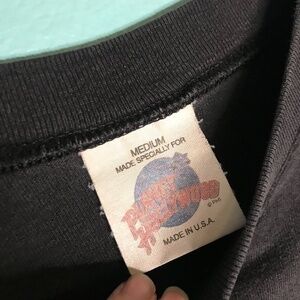 MEDIUM
MADE SPECIALLY FOR
PLANET
HOLLYWOOD
MADE IN U.S.A.